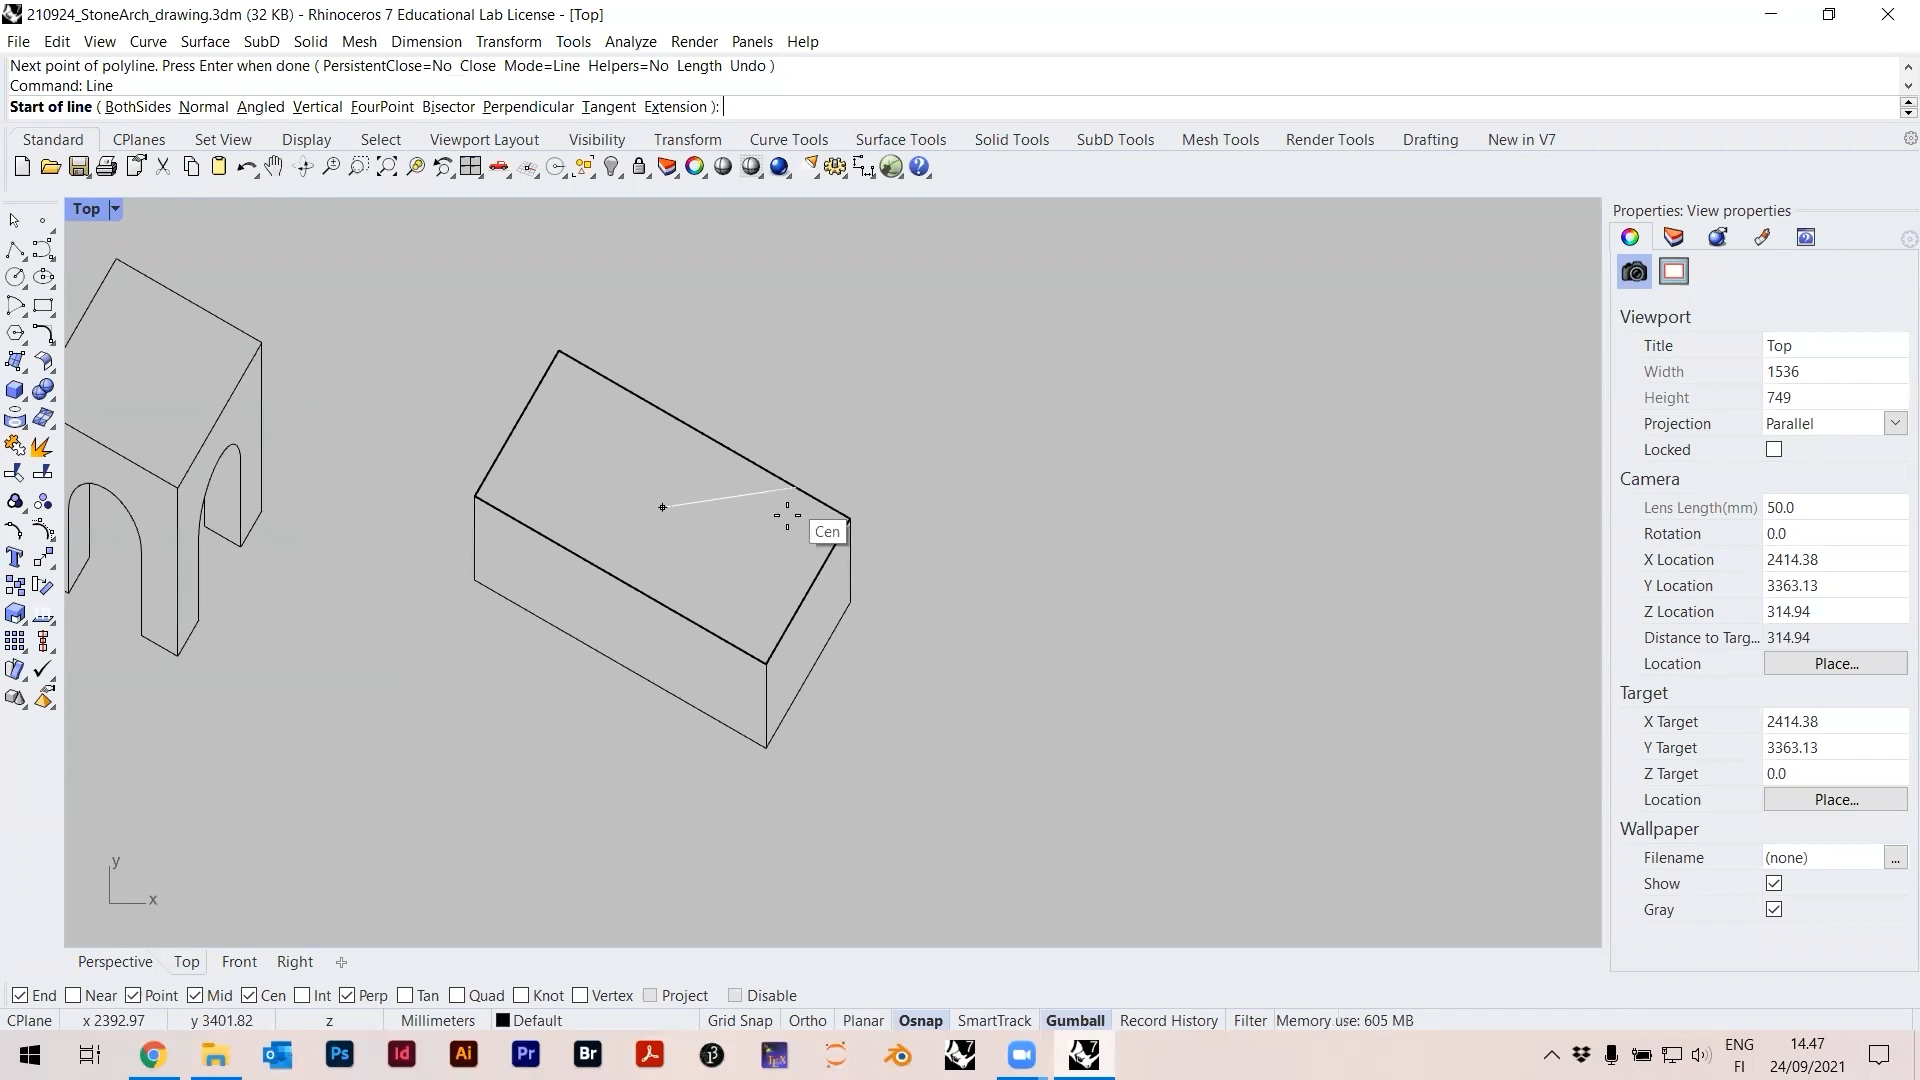 210924_StoneArch_drawing.3dm (32 KB) - Rhinoceros 7 Educational Lab License - [Top]
File Edit View Curve Surface SubD Solid Mesh Dimension Transform Tools Analyze Render Panels Help
Next point of polyline. Press Enter when done ( PersistentClose=No Close Mode=Line Helpers=No Length Undo )
Command: Line
Start of line ( BothSides Normal Angled Vertical FourPoint Bisector Perpendicular Tangent Extension ):
Standard CPlanes Set View Display Select Viewport Layout Visibility Transform Curve Tools Surface Tools Solid Tools SubD Tools Mesh Tools Render Tools Drafting New in V7
Top
Cen
y
x
Properties: View properties
Viewport
Title Top
Width 1536
Height 749
Projection Parallel
Locked
Camera
Lens Length(mm) 50.0
Rotation 0.0
X Location 2414.38
Y Location 3363.13
Z Location 314.94
Distance to Targ... 314.94
Location Place...
Target
X Target 2414.38
Y Target 3363.13
Z Target 0.0
Location Place...
Wallpaper
Filename (none) ...
Show
Gray
Perspective Top Front Right
End Near Point Mid Cen Int Perp Tan Quad Knot Vertex Project Disable
CPlane x 2392.97 y 3401.82 z Millimeters Default Grid Snap Ortho Planar Osnap SmartTrack Gumball Record History Filter Memory use: 605 MB
Ps Id Ai Pr Br
ENG
FI
14.47
24/09/2021